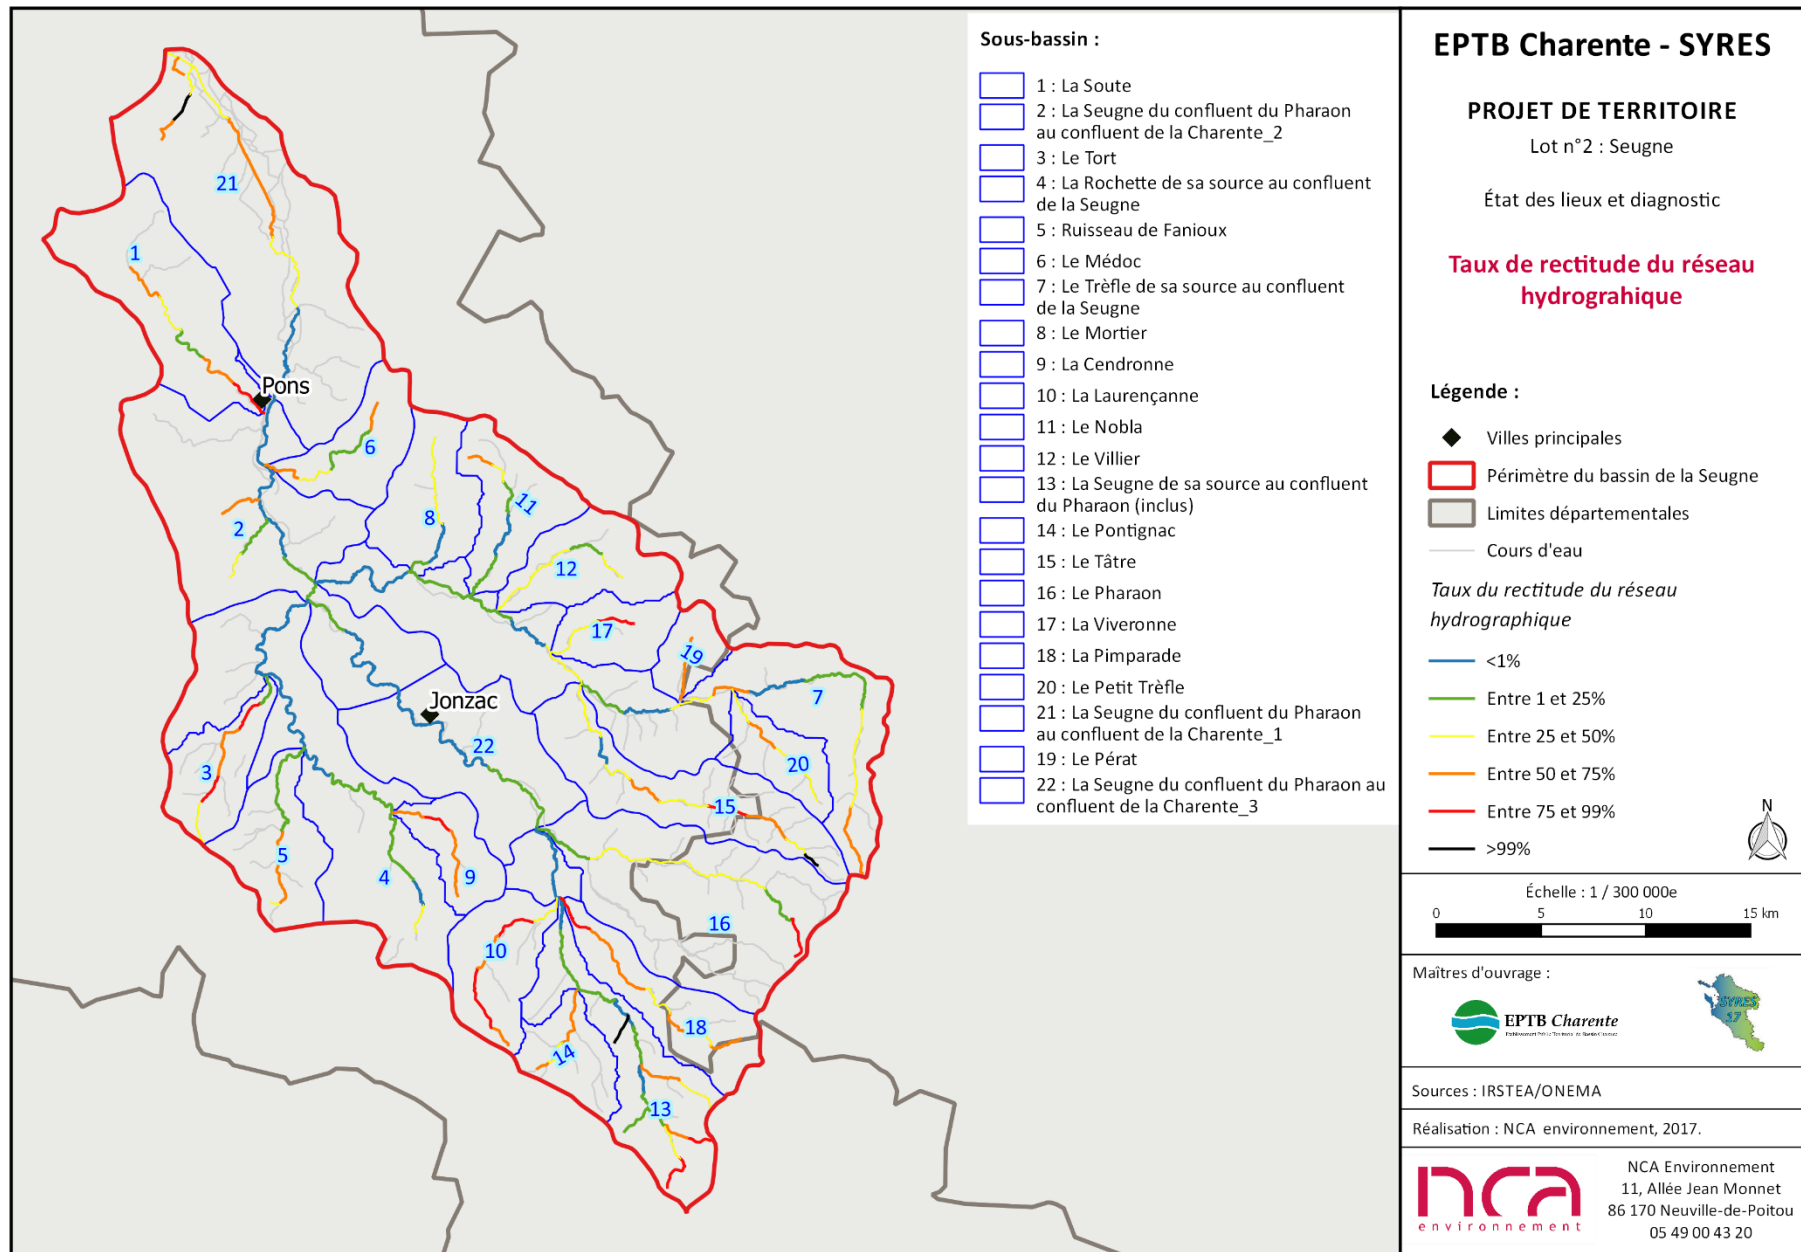 Sous-bassin :
1 : La Soute
2 : La Seugne du confluent du Pharaon
au confluent de la Charente_2
3 : Le Tort
4 : La Rochette de sa source au confluent
de la Seugne
5 : Ruisseau de Fanioux
6 : Le Médoc
7 : Le Trèfle de sa source au confluent
de la Seugne
8 : Le Mortier
9 : La Cendronne
10 : La Laurençanne
11 : Le Nobla
12 : Le Villier
13 : La Seugne de sa source au confluent
du Pharaon (inclus)
14 : Le Pontignac
15 : Le Tâtre
16 : Le Pharaon
17 : La Viveronne
18 : La Pimparade
20 : Le Petit Trèfle
21 : La Seugne du confluent du Pharaon
au confluent de la Charente_1
19 : Le Pérat
22 : La Seugne du confluent du Pharaon au
confluent de la Charente_3
21
1
Pons
6
2
8
11
12
17
19
7
Jonzac
22
20
3
15
5
4
9
16
10
18
14
13
EPTB Charente - SYRES
PROJET DE TERRITOIRE
Lot n°2 : Seugne
État des lieux et diagnostic
Taux de rectitude du réseau
hydrograhique
Légende :
Villes principales
Périmètre du bassin de la Seugne
Limites départementales
Cours d'eau
Taux du rectitude du réseau
hydrographique
<1%
Entre 1 et 25%
Entre 25 et 50%
Entre 50 et 75%
Entre 75 et 99%
>99%
N
Échelle : 1 / 300 000e
0 5 10 15 km
Maîtres d'ouvrage :
EPTB Charente
SYRES
17
Sources : IRSTEA/ONEMA
Réalisation : NCA environnement, 2017.
nca
environnement
NCA Environnement
11, Allée Jean Monnet
86 170 Neuville-de-Poitou
05 49 00 43 20